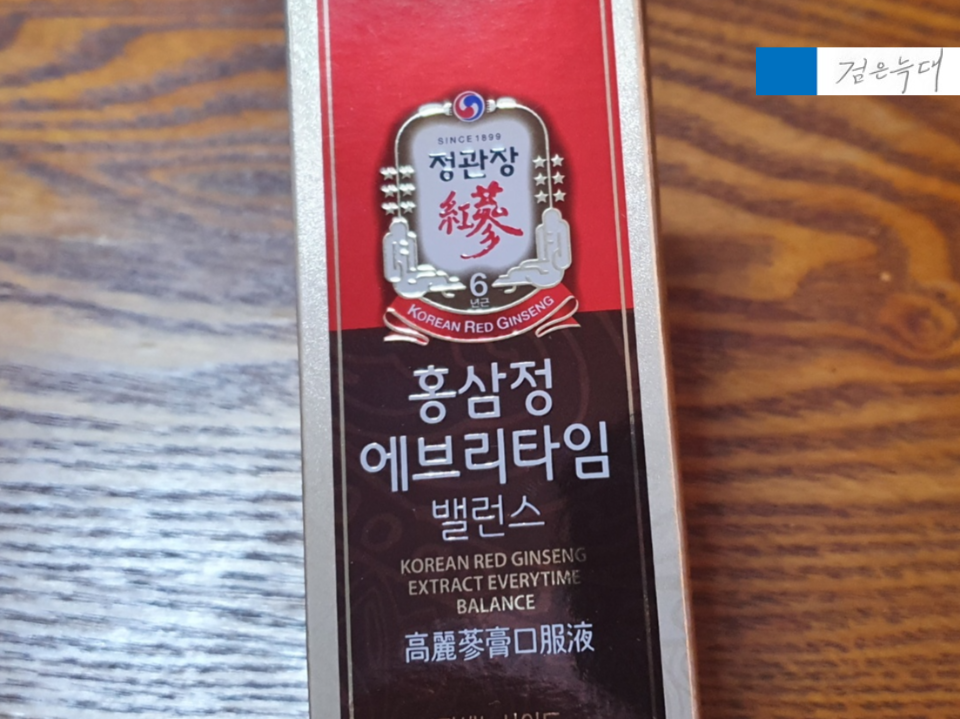 검은늑대
SINCE 1899
정관장
紅蔘
6
년근
KOREAN RED GINSENG
홍삼정
에브리타임
밸런스
KOREAN RED GINSENG
EXTRACT EVERYTIME
BALANCE
高麗蔘膏口服液